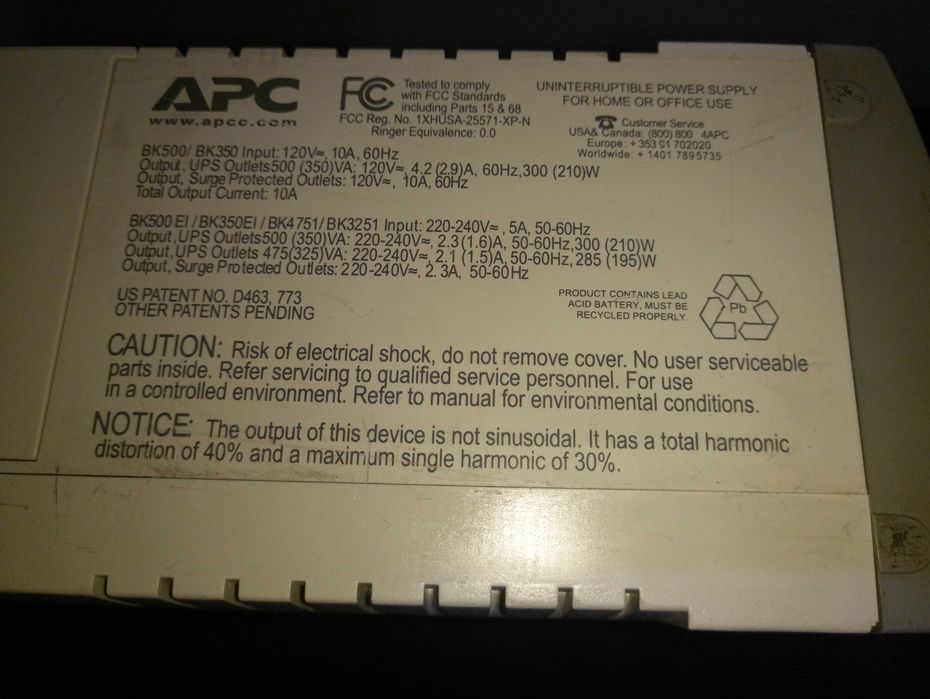 APC
www.apcc.com
FC
Tested to comply
with FCC Standards
including Parts 15 & 68
FCC Reg. No. 1XHUSA-25571-XP-N
Ringer Equivalence: 0.0
UNINTERRUPTIBLE POWER SUPPLY
FOR HOME OR OFFICE USE
Customer Service
USA& Canada: (800) 800 4APC
Europe: + 353 91 702020
Worldwide: + 1401 7895735
BK500/ BK350 Input: 120V≂, 10A, 60Hz
Output, UPS Outlets500 (350)VA: 120V≂, 4.2 (2.9)A, 60Hz,300 (210)W
Output, Surge Protected Outlets: 120V≂, 10A, 60Hz
Total Output Current: 10A
BK500 EI / BK350EI / BK4751/ BK3251 Input: 220-240V≂ , 5A, 50-60Hz
Output, UPS Outlets500 (350)VA: 220-240V≂, 2.3 (1.6)A, 50-60Hz,300 (210)W
Output, UPS Outlets 475(325)VA: 220-240V≂, 2.1 (1.5)A, 50-60Hz, 285 (195)W
Output, Surge Protected Outlets: 220-240V≂, 2.3A, 50-60Hz
US PATENT NO. D463, 773
OTHER PATENTS PENDING
PRODUCT CONTAINS LEAD
ACID BATTERY, MUST BE
RECYCLED PROPERLY.
Pb
CAUTION: Risk of electrical shock, do not remove cover. No user serviceable
parts inside. Refer servicing to qualified service personnel. For use
in a controlled environment. Refer to manual for environmental conditions.
NOTICE: The output of this device is not sinusoidal. It has a total harmonic
distortion of 40% and a maximum single harmonic of 30%.